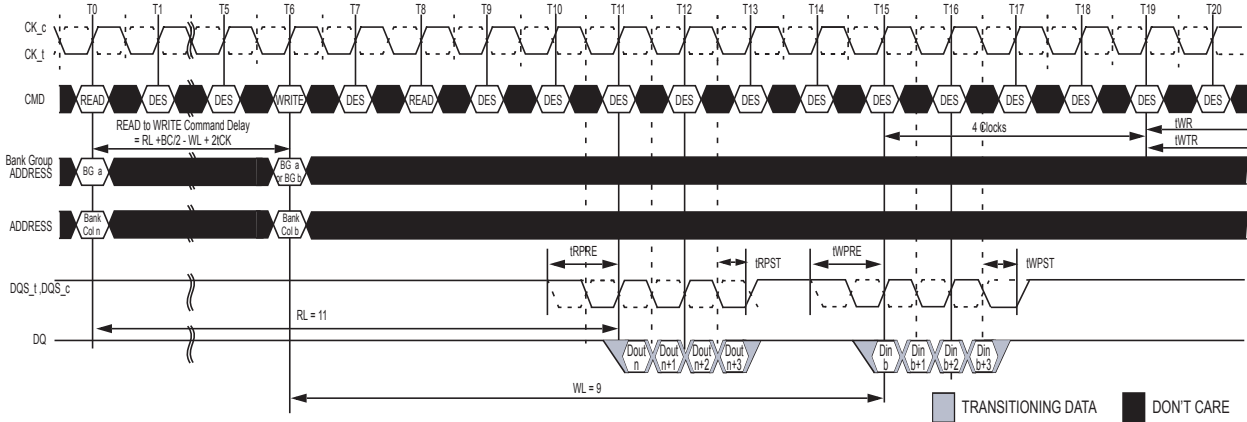 T0 T1 T5 T6 T7 T8 T9 T10 T11 T12 T13 T14 T15 T16 T17 T18 T19 T20
CK_c
CK_t
CMD READ DES DES WRITE DES READ DES DES DES DES DES DES DES DES DES DES DES DES
READ to WRITE Command Delay
= RL +BC/2 - WL + 2tCK
4 Clocks
tWR
tWTR
Bank Group
ADDRESS
BG a
BG a
or BG b
ADDRESS
Bank
Col n
Bank
Col b
tRPRE tRPST tWPRE tWPST
DQS_t ,DQS_c
RL = 11
DQ
Dout
n
Dout
n+1
Dout
n+2
Dout
n+3
Din
b
Din
b+1
Din
b+2
Din
b+3
WL = 9
TRANSITIONING DATA
DON'T CARE